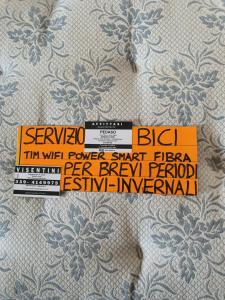 AFFITTASI
PEDASO
SERVIZIO BICI
TIM WIFI POWER SMART FIBRA
VISENTINI
PER BREVI PERIODI
ESTIVI-INVERNALI